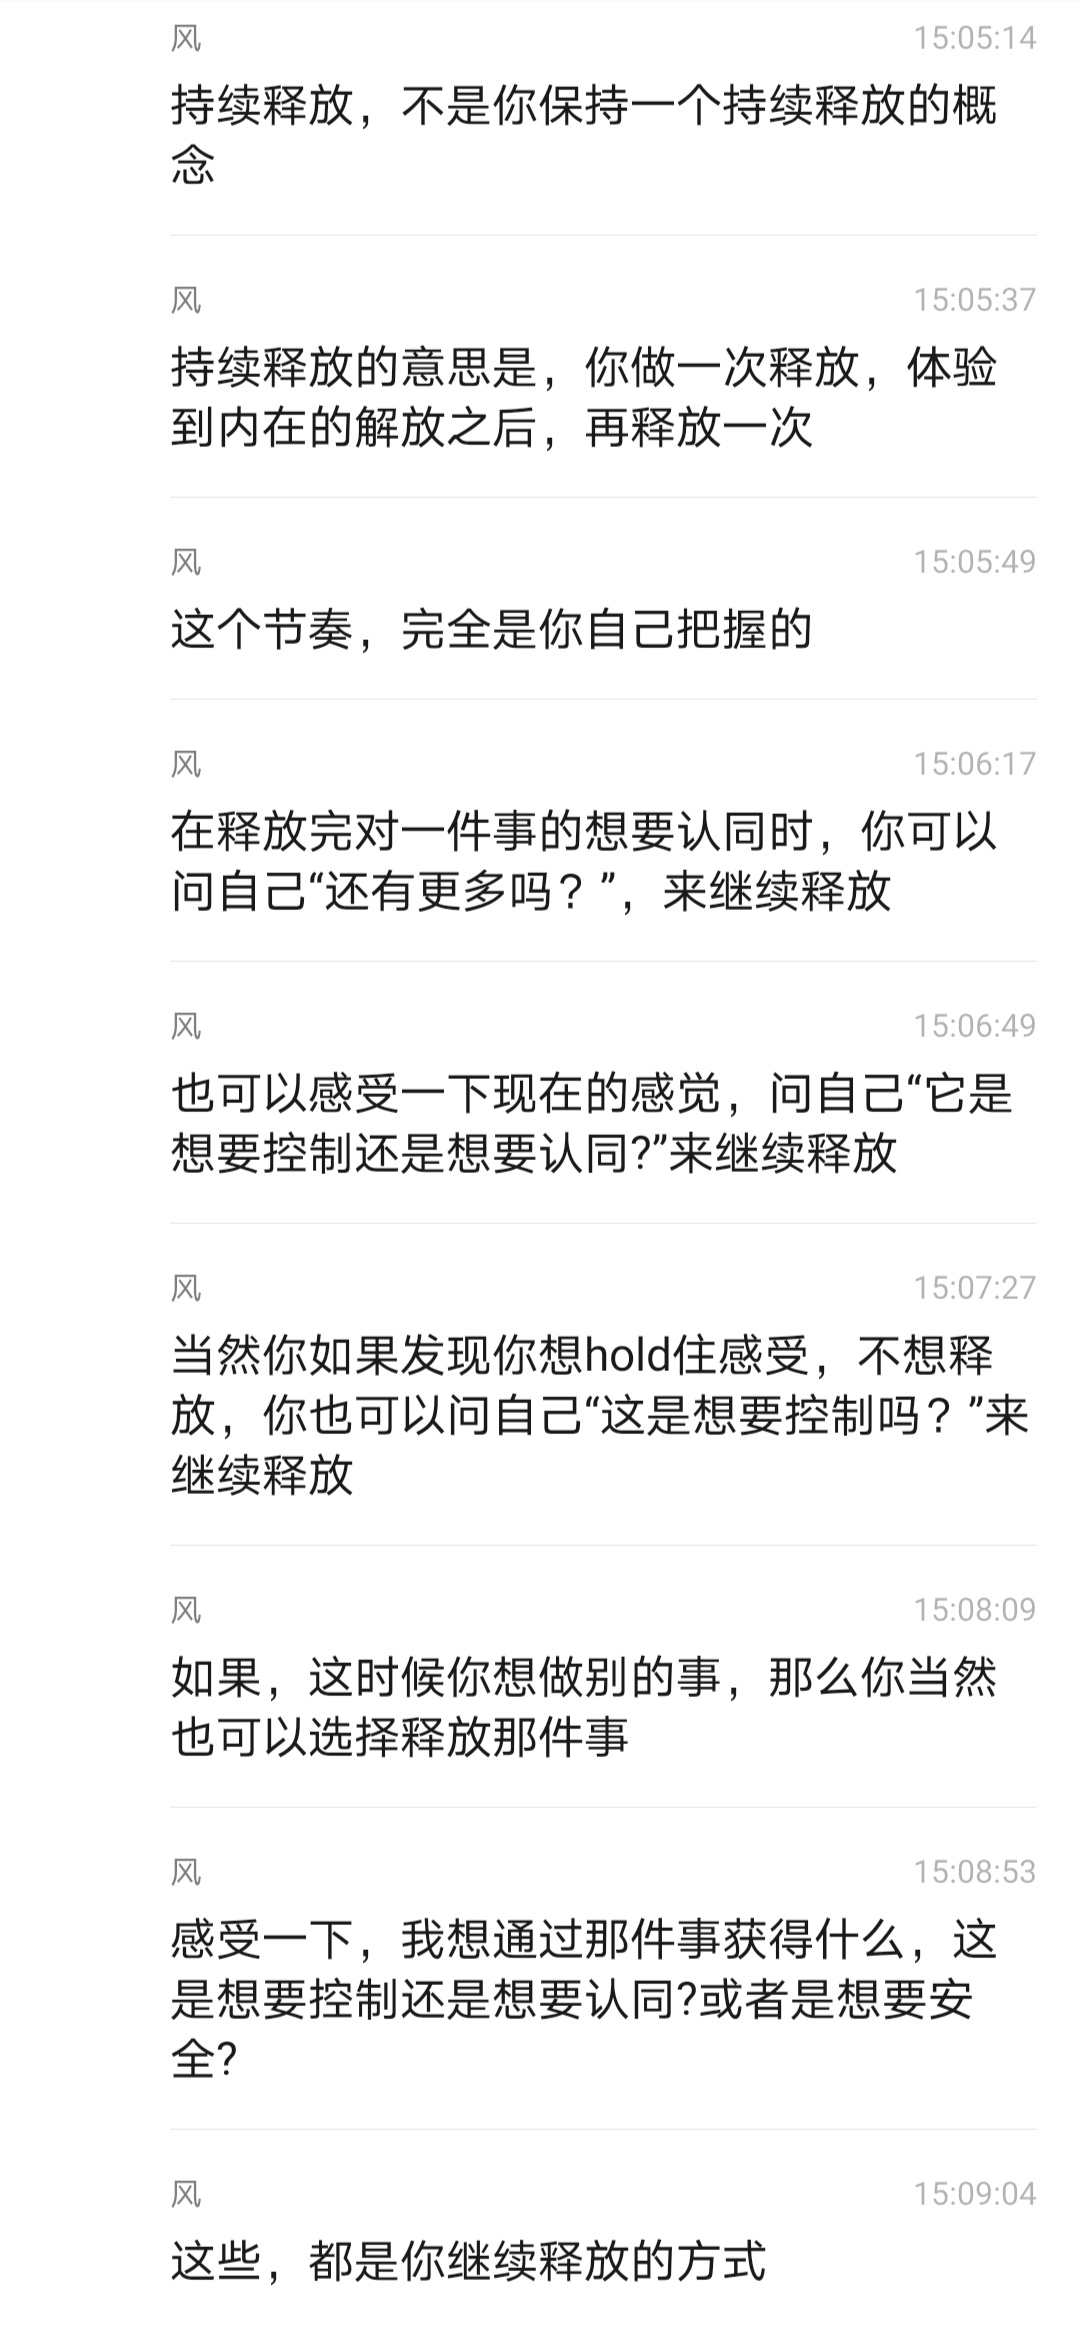 风 15:05:14
持续释放，不是你保持一个持续释放的概
念
风 15:05:37
持续释放的意思是，你做一次释放，体验
到内在的解放之后，再释放一次
风 15:05:49
这个节奏，完全是你自己把握的
风 15:06:17
在释放完对一件事的想要认同时，你可以
问自己“还有更多吗？”，来继续释放
风 15:06:49
也可以感受一下现在的感觉，问自己“它是
想要控制还是想要认同?”来继续释放
风 15:07:27
当然你如果发现你想hold住感受，不想释
放，你也可以问自己“这是想要控制吗？”来
继续释放
风 15:08:09
如果，这时候你想做别的事，那么你当然
也可以选择释放那件事
风 15:08:53
感受一下，我想通过那件事获得什么，这
是想要控制还是想要认同?或者是想要安
全?
风 15:09:04
这些，都是你继续释放的方式